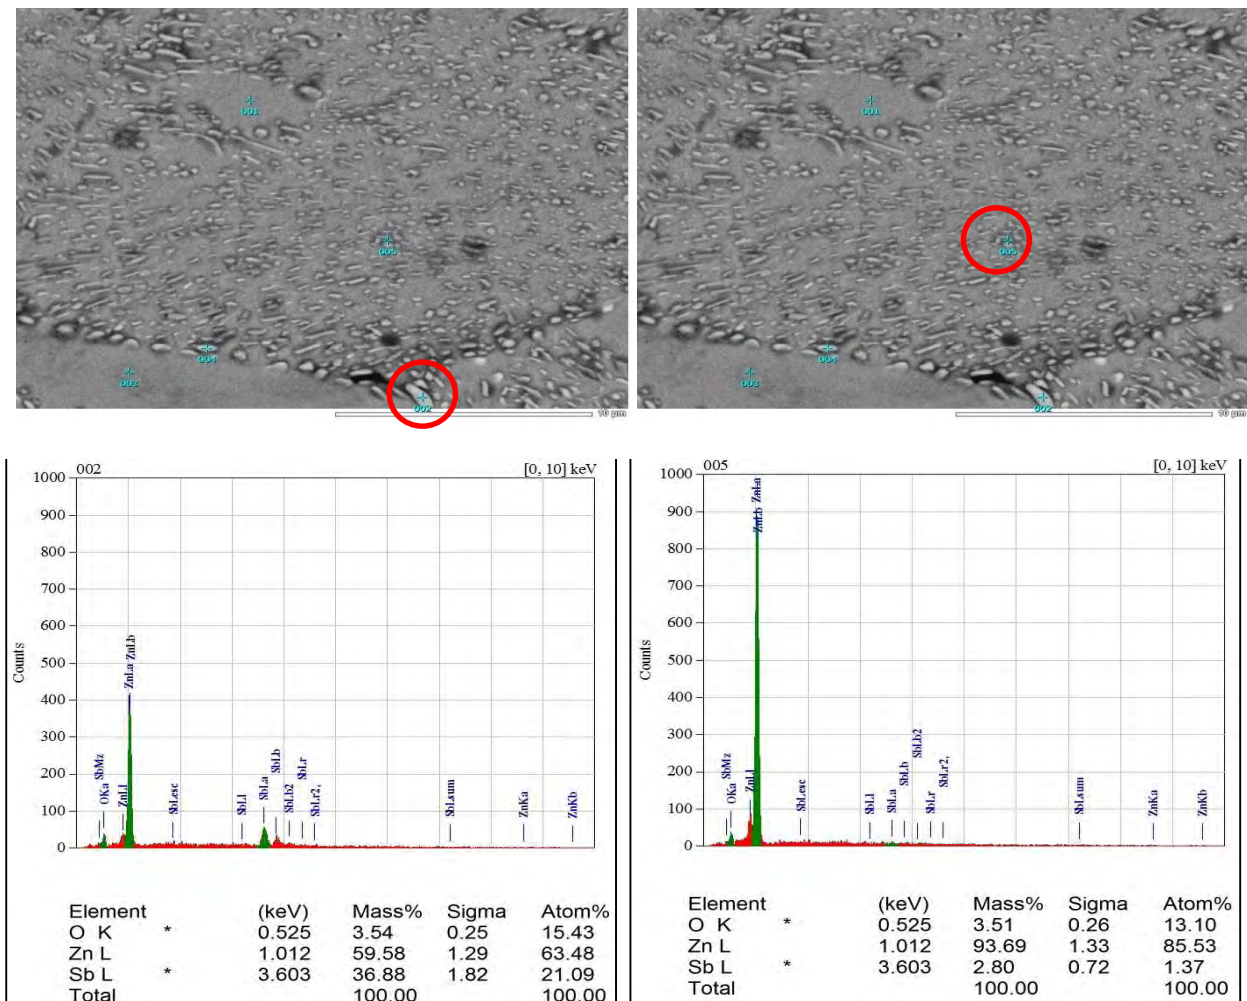 001
005
004
003
002
10 µm
001
005
004
003
002
10 µm
002
[0, 10] keV
1000
900
800
700
600
500
400
300
200
100
0
Counts
SbMz
OKa
ZnLl
ZnLa ZnLb
SbLesc
SbLl
SbLa
SbLb
SbLb2
SbLr
SbLr2,
SbLsum
ZnKa
ZnKb
Element (keV) Mass% Sigma Atom%
O K * 0.525 3.54 0.25 15.43
Zn L 1.012 59.58 1.29 63.48
Sb L * 3.603 36.88 1.82 21.09
Total 100.00 100.00
005
[0, 10] keV
1000
900
800
700
600
500
400
300
200
100
0
Counts
SbMz
OKa
ZnLl
ZnLb ZnLa
SbLesc
SbLl
SbLa
SbLb
SbLb2
SbLr
SbLr2,
SbLsum
ZnKa
ZnKb
Element (keV) Mass% Sigma Atom%
O K * 0.525 3.51 0.26 13.10
Zn L 1.012 93.69 1.33 85.53
Sb L * 3.603 2.80 0.72 1.37
Total 100.00 100.00